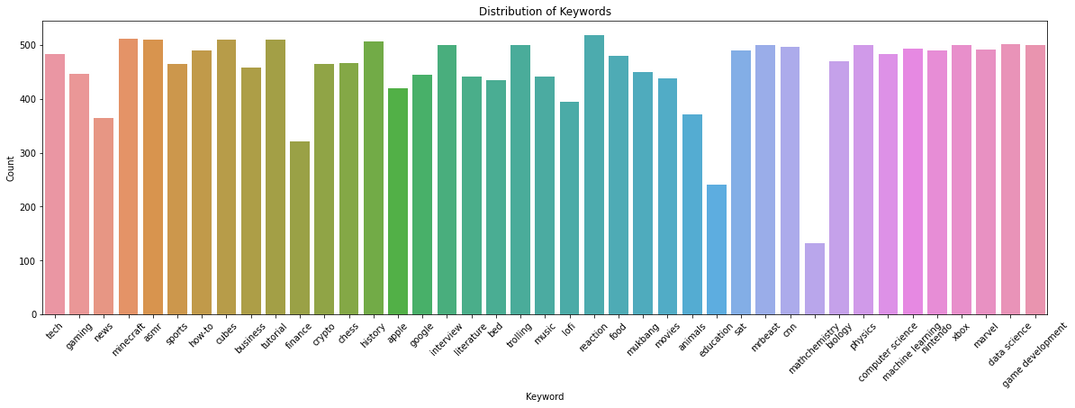 Distribution of Keywords
Count
500
400
300
200
100
0
tech
gaming
news
minecraft
asmr
sports
how-to
cubes
business
tutorial
finance
crypto
chess
history
apple
google
interview
literature
bed
trolling
music
lofi
reaction
food
mukbang
movies
animals
education
sat
mrbeast
cnn
mathchemistry
biology
physics
computer science
machine learning
nintendo
xbox
marvel
data science
game development
Keyword